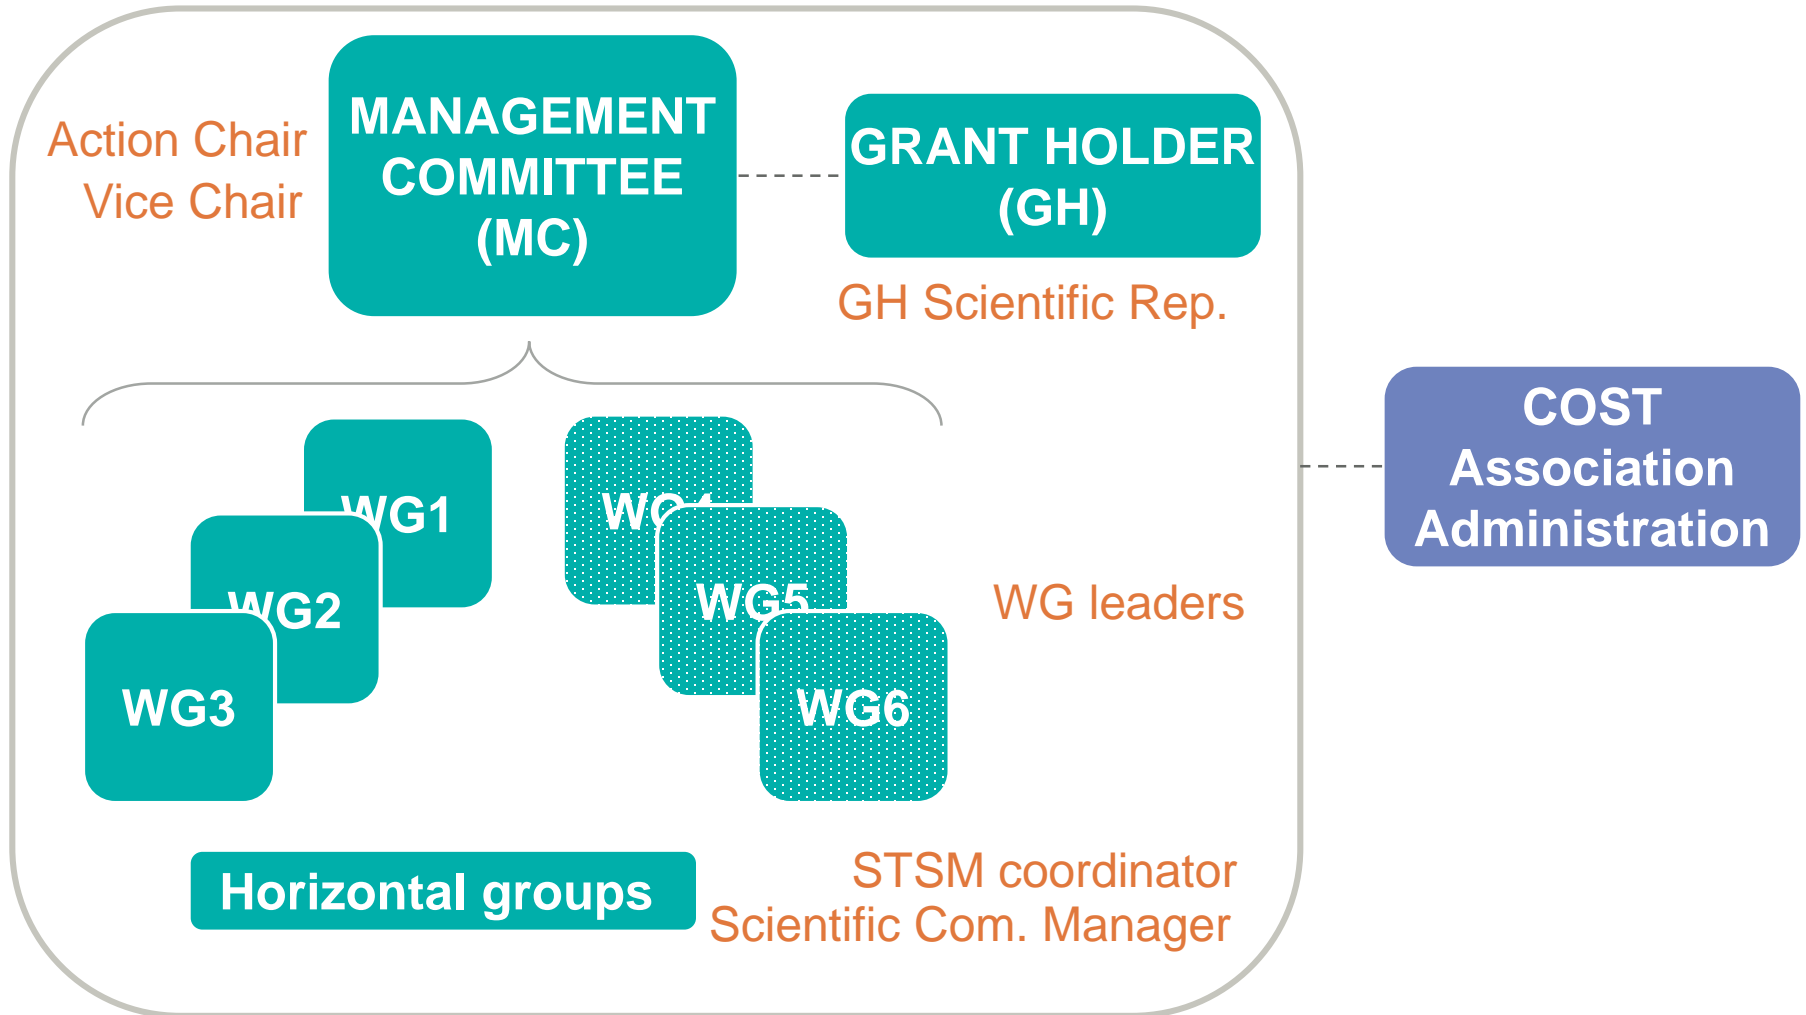 Action Chair
Vice Chair
MANAGEMENT
COMMITTEE
(MC)
GRANT HOLDER
(GH)
GH Scientific Rep.
COST
Association
Administration
WG1
WG2
WG3
WG5
WG6
WG leaders
Horizontal groups
STSM coordinator
Scientific Com. Manager